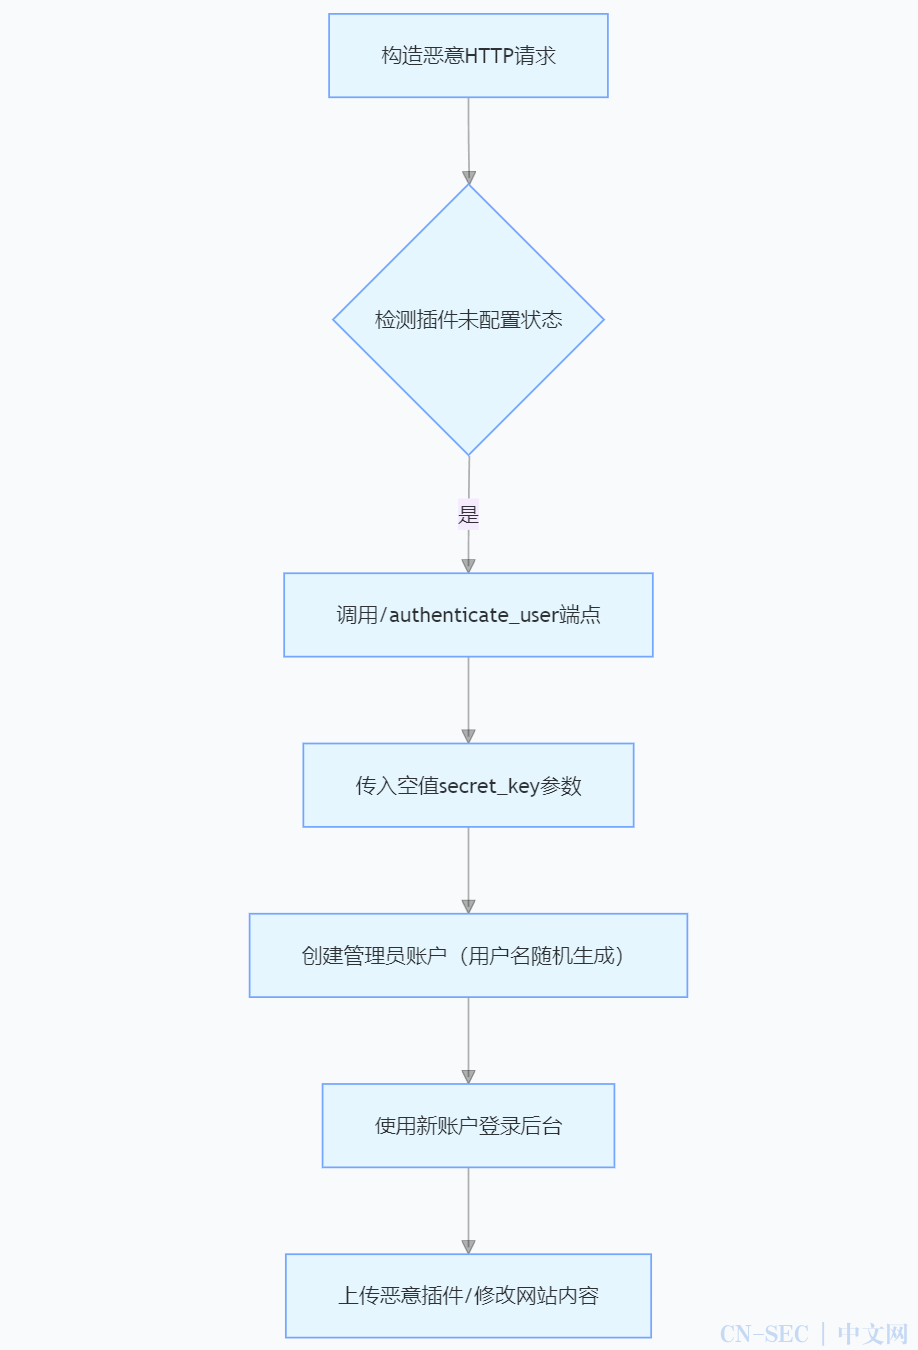 构造恶意HTTP请求
检测插件未配置状态
是
调用/authenticate_user端点
传入空值secret_key参数
创建管理员账户（用户名随机生成）
使用新账户登录后台
上传恶意插件/修改网站内容
CN-SEC | 中文网